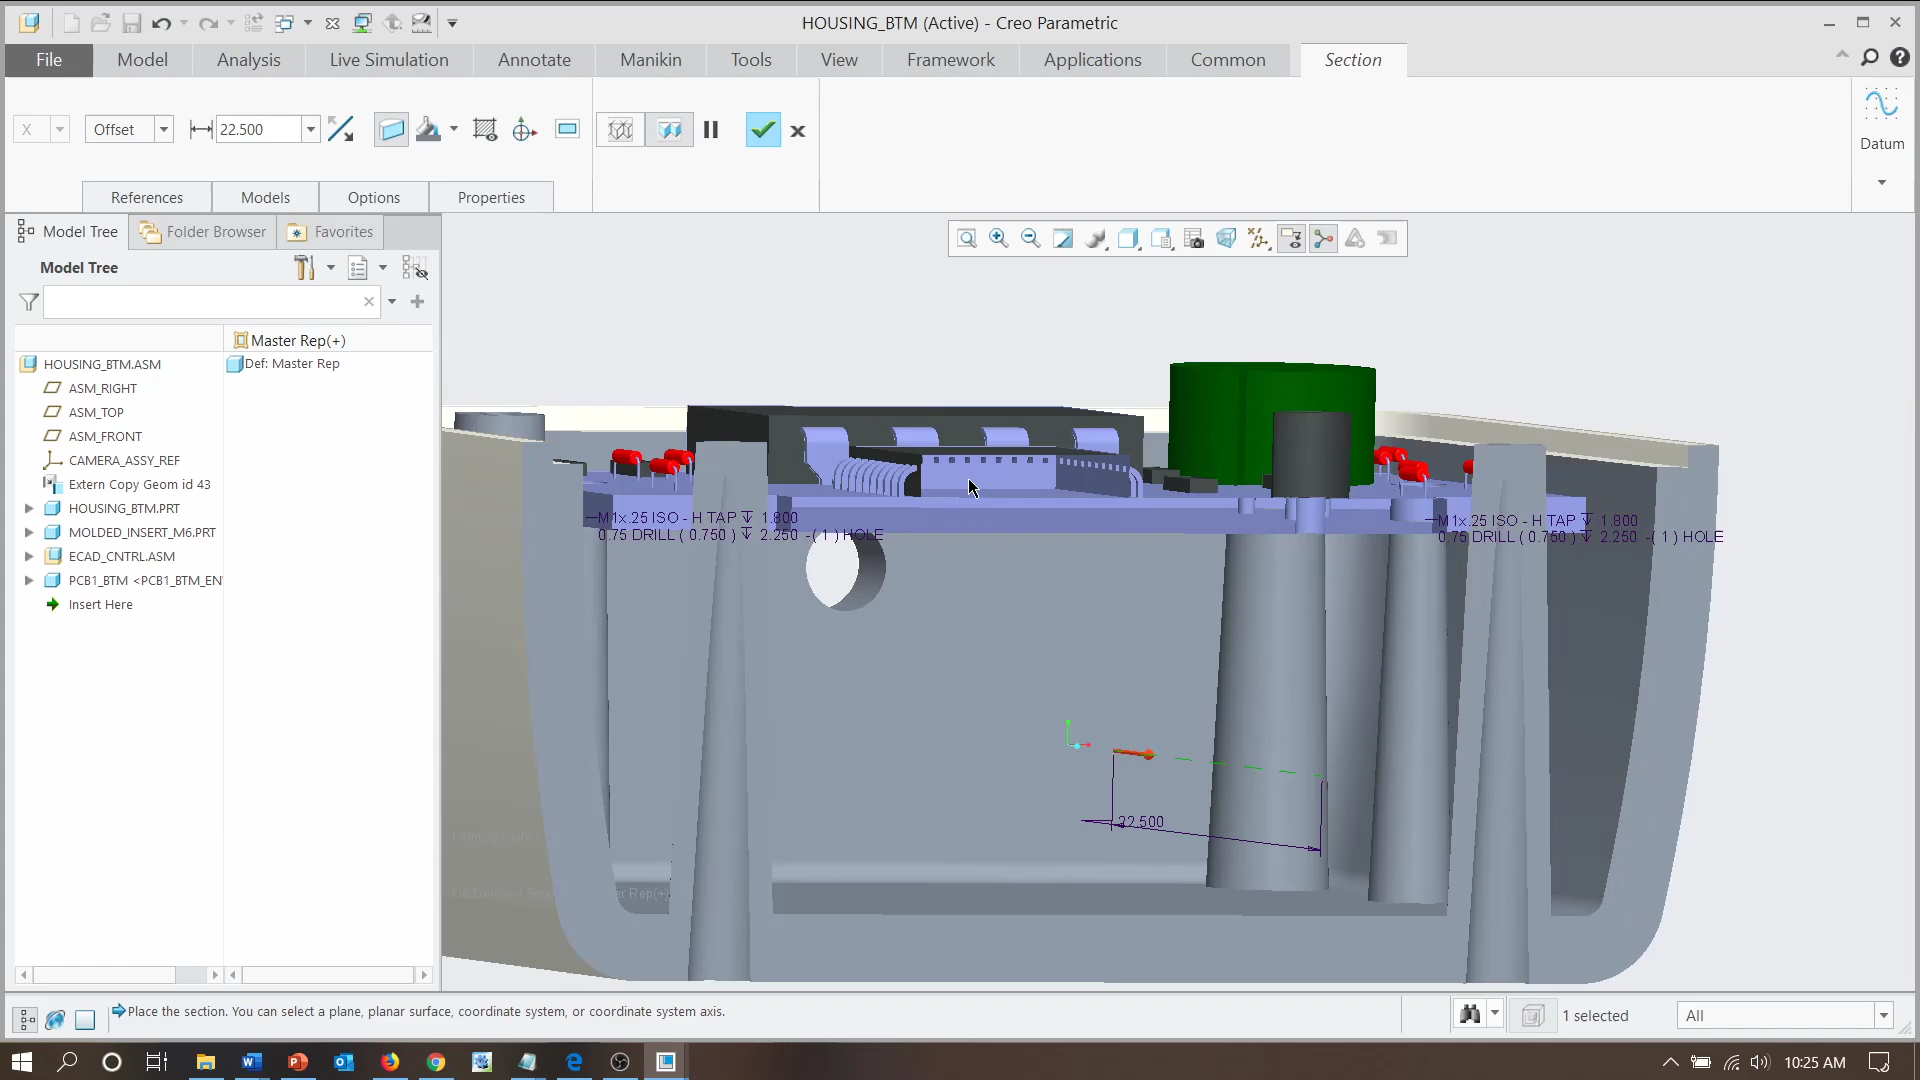 HOUSING_BTM (Active) - Creo Parametric
File Model Analysis Live Simulation Annotate Manikin Tools View Framework Applications Common Section
X Offset 22.500
Datum
References Models Options Properties
Model Tree Folder Browser Favorites
Model Tree
Master Rep(+)
HOUSING_BTM.ASM Def: Master Rep
ASM_RIGHT
ASM_TOP
ASM_FRONT
CAMERA_ASSY_REF
Extern Copy Geom id 43
HOUSING_BTM.PRT
MOLDED_INSERT_M6.PRT
ECAD_CNTRL.ASM
PCB1_BTM <PCB1_BTM_EN
Insert Here
M1x.25 ISO - H TAP ↧ 1.800
0.75 DRILL ( 0.750 ) ↧ 2.250 -( 1 ) HOLE
M1x.25 ISO - H TAP ↧ 1.800
0.75 DRILL ( 0.750 ) ↧ 2.250 -( 1 ) HOLE
22.500
er Rep(+)
Place the section. You can select a plane, planar surface, coordinate system, or coordinate system axis.
1 selected All
10:25 AM